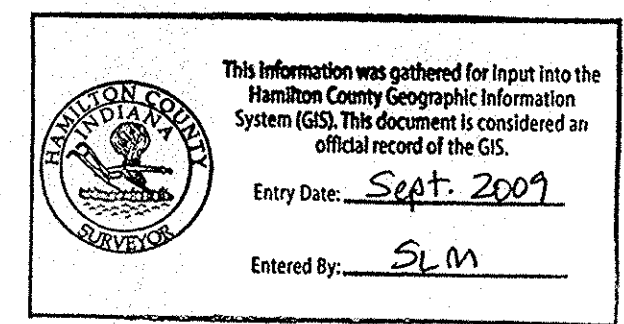 HAMILTON COUNTY
INDIANA
SURVEYOR
This information was gathered for input into the
Hamilton County Geographic Information
System (GIS). This document is considered an
official record of the GIS.
Entry Date: Sept. 2009
Entered By: SLM